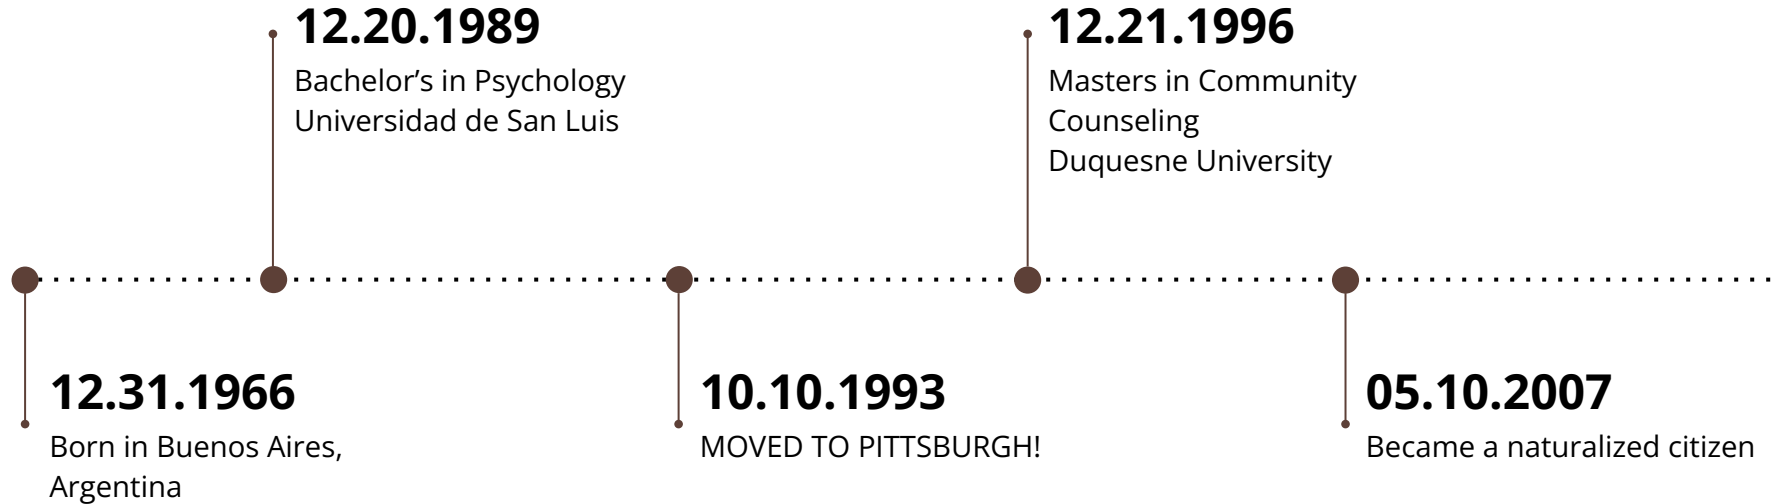 12.20.1989
Bachelor’s in Psychology
Universidad de San Luis
12.21.1996
Masters in Community
Counseling
Duquesne University
12.31.1966
Born in Buenos Aires,
Argentina
10.10.1993
MOVED TO PITTSBURGH!
05.10.2007
Became a naturalized citizen